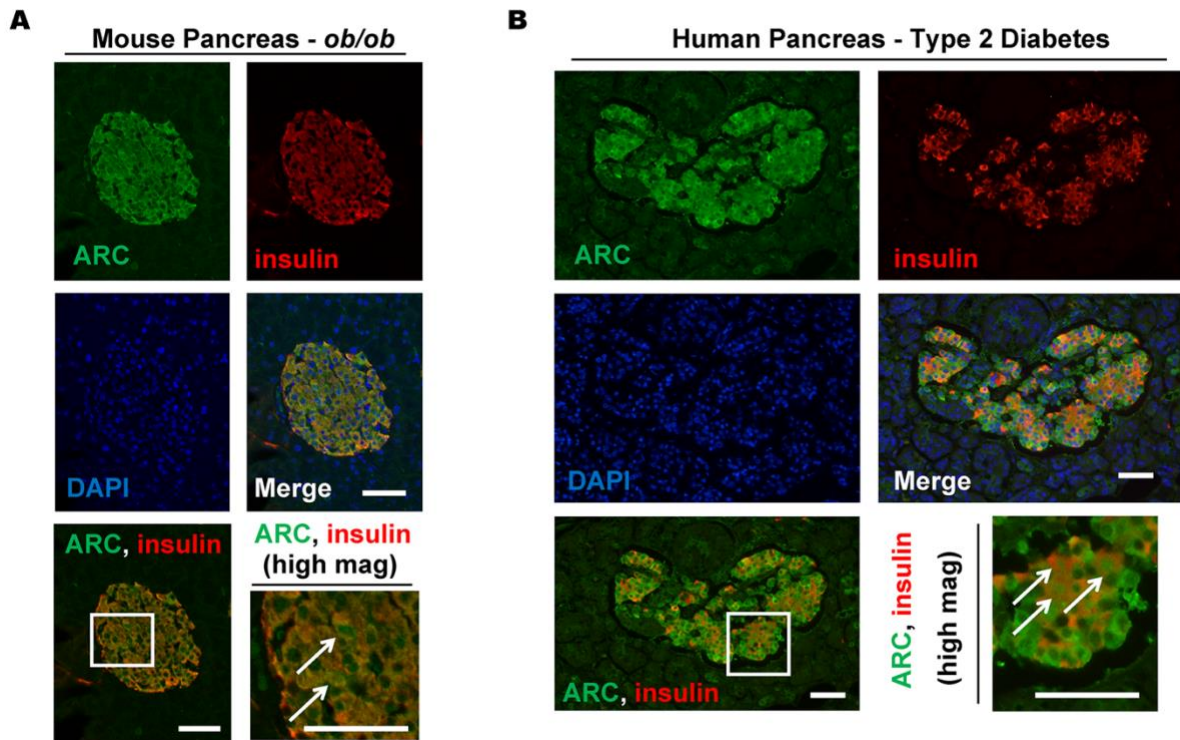 A
Mouse Pancreas - ob/ob
ARC
insulin
DAPI
Merge
ARC, insulin
ARC, insulin
(high mag)
B
Human Pancreas - Type 2 Diabetes
ARC
insulin
DAPI
Merge
ARC, insulin
ARC, insulin
(high mag)